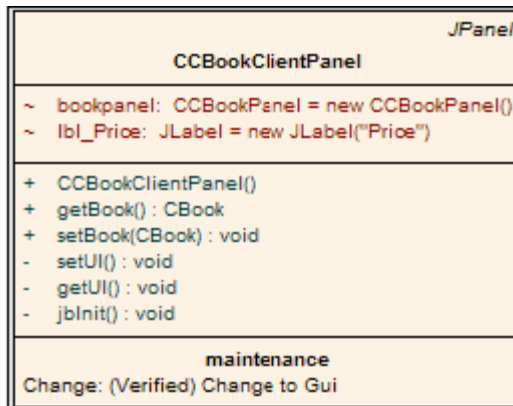 JPanel
CCBookClientPanel
~ bookpanel: CCBookPanel = new CCBookPanel()
~ lbl_Price: JLabel = new JLabel("Price")
+ CCBookClientPanel()
+ getBook() : CBook
+ setBook(CBook) : void
- setUI() : void
- getUI() : void
- jbInit() : void
maintenance
Change: (Verified) Change to Gui